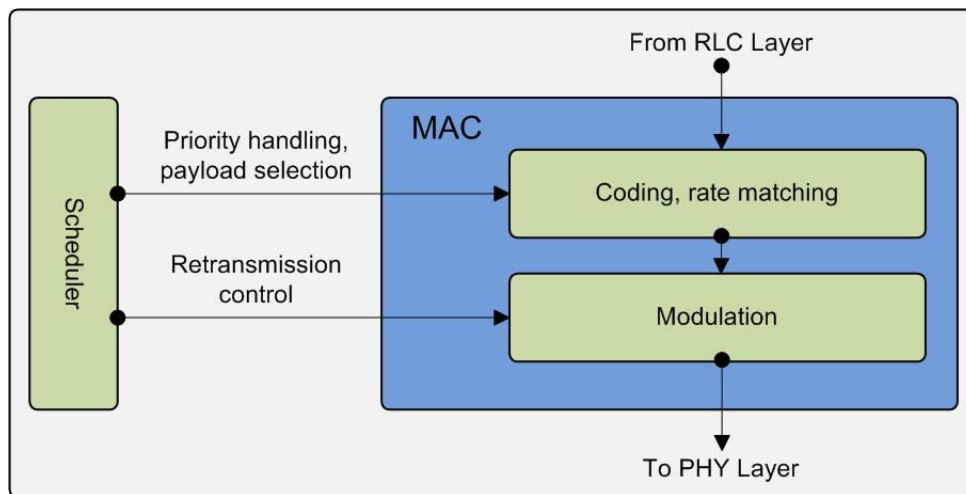 From RLC Layer
MAC
Priority handling,
payload selection
Coding, rate matching
Scheduler
Retransmission
control
Modulation
To PHY Layer